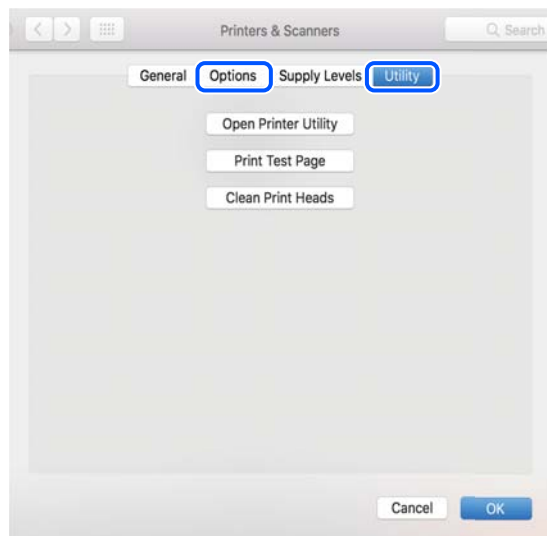 Printers & Scanners Search
General Options Supply Levels Utility
Open Printer Utility
Print Test Page
Clean Print Heads
Cancel OK